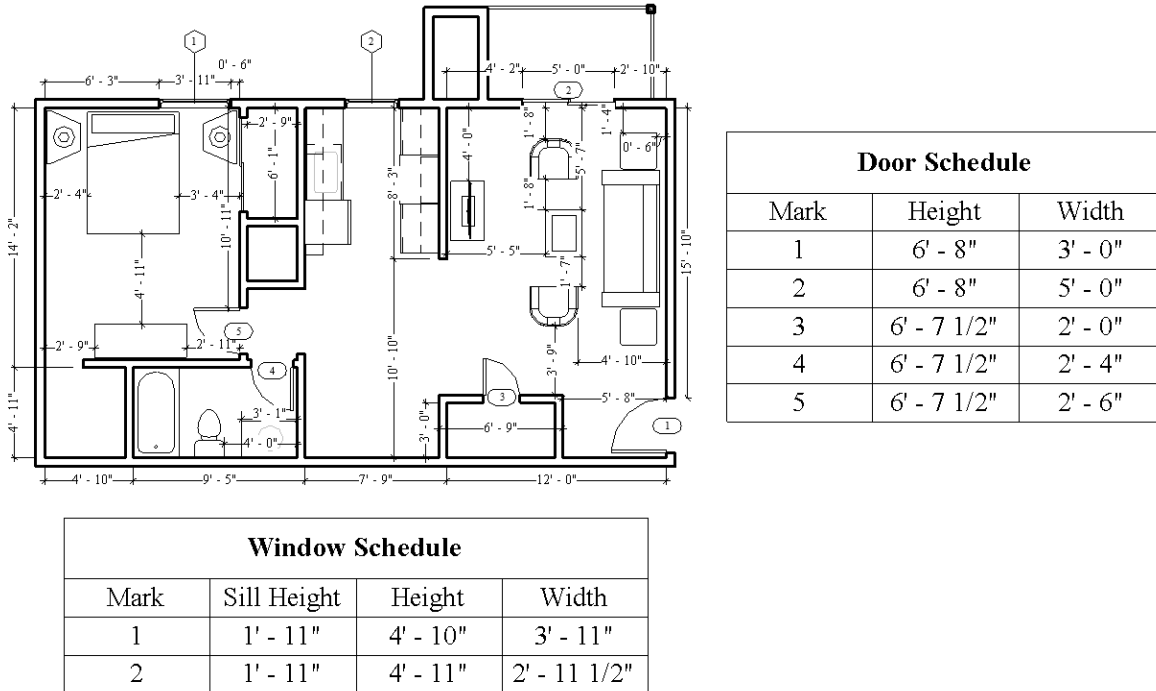 1
2
0' - 6"
6' - 3"
3' - 11"
4' - 2"
5' - 0"
2' - 10"
2
2' - 9"
6' - 1"
4' - 0"
1' - 8"
5' - 7"
1' - 4"
0' - 6"
2' - 4"
3' - 4"
8' - 3"
1' - 8"
14' - 2"
10' - 11"
5' - 5"
15' - 10"
4' - 11"
1' - 7"
5
2' - 9"
2' - 11"
4
10' - 10"
3' - 9"
4' - 10"
3
5' - 8"
4' - 11"
3' - 1"
4' - 0"
3' - 0"
6' - 9"
1
4' - 10"
9' - 5"
7' - 9"
12' - 0"
Door Schedule
Mark Height Width
1 6' - 8" 3' - 0"
2 6' - 8" 5' - 0"
3 6' - 7 1/2" 2' - 0"
4 6' - 7 1/2" 2' - 4"
5 6' - 7 1/2" 2' - 6"
Window Schedule
Mark Sill Height Height Width
1 1' - 11" 4' - 10" 3' - 11"
2 1' - 11" 4' - 11" 2' - 11 1/2"